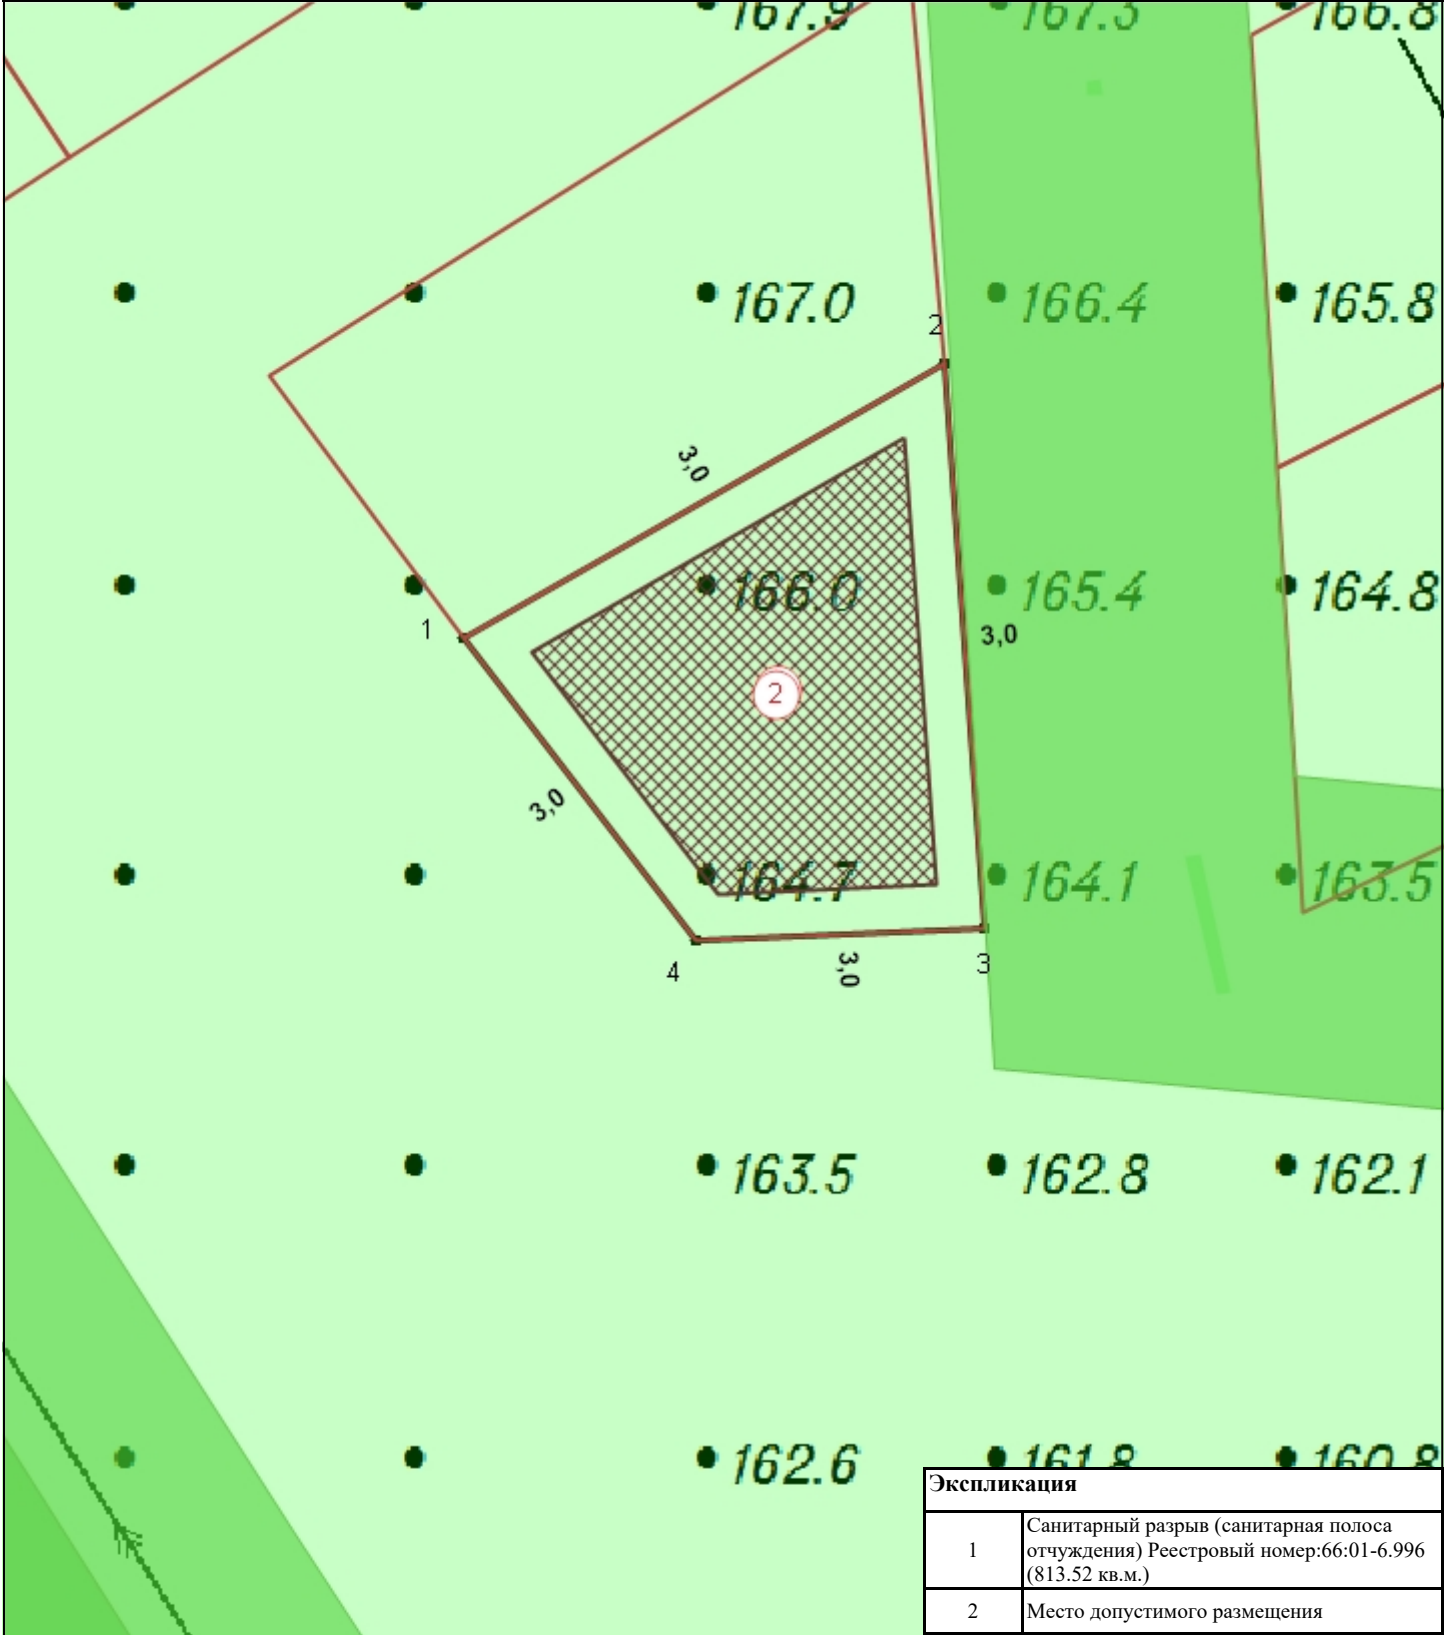 167.9 167.3 166.8
167.0 166.4 165.8
2
3,0
166.0 165.4 164.8
1
3,0
2
3,0
164.7 164.1 163.5
3,0
4
3
163.5 162.8 162.1
162.6 161.8 160.8
Экспликация
1
Санитарный разрыв (санитарная полоса
отчуждения) Реестровый номер:66:01-6.996
(813.52 кв.м.)
2 Место допустимого размещения